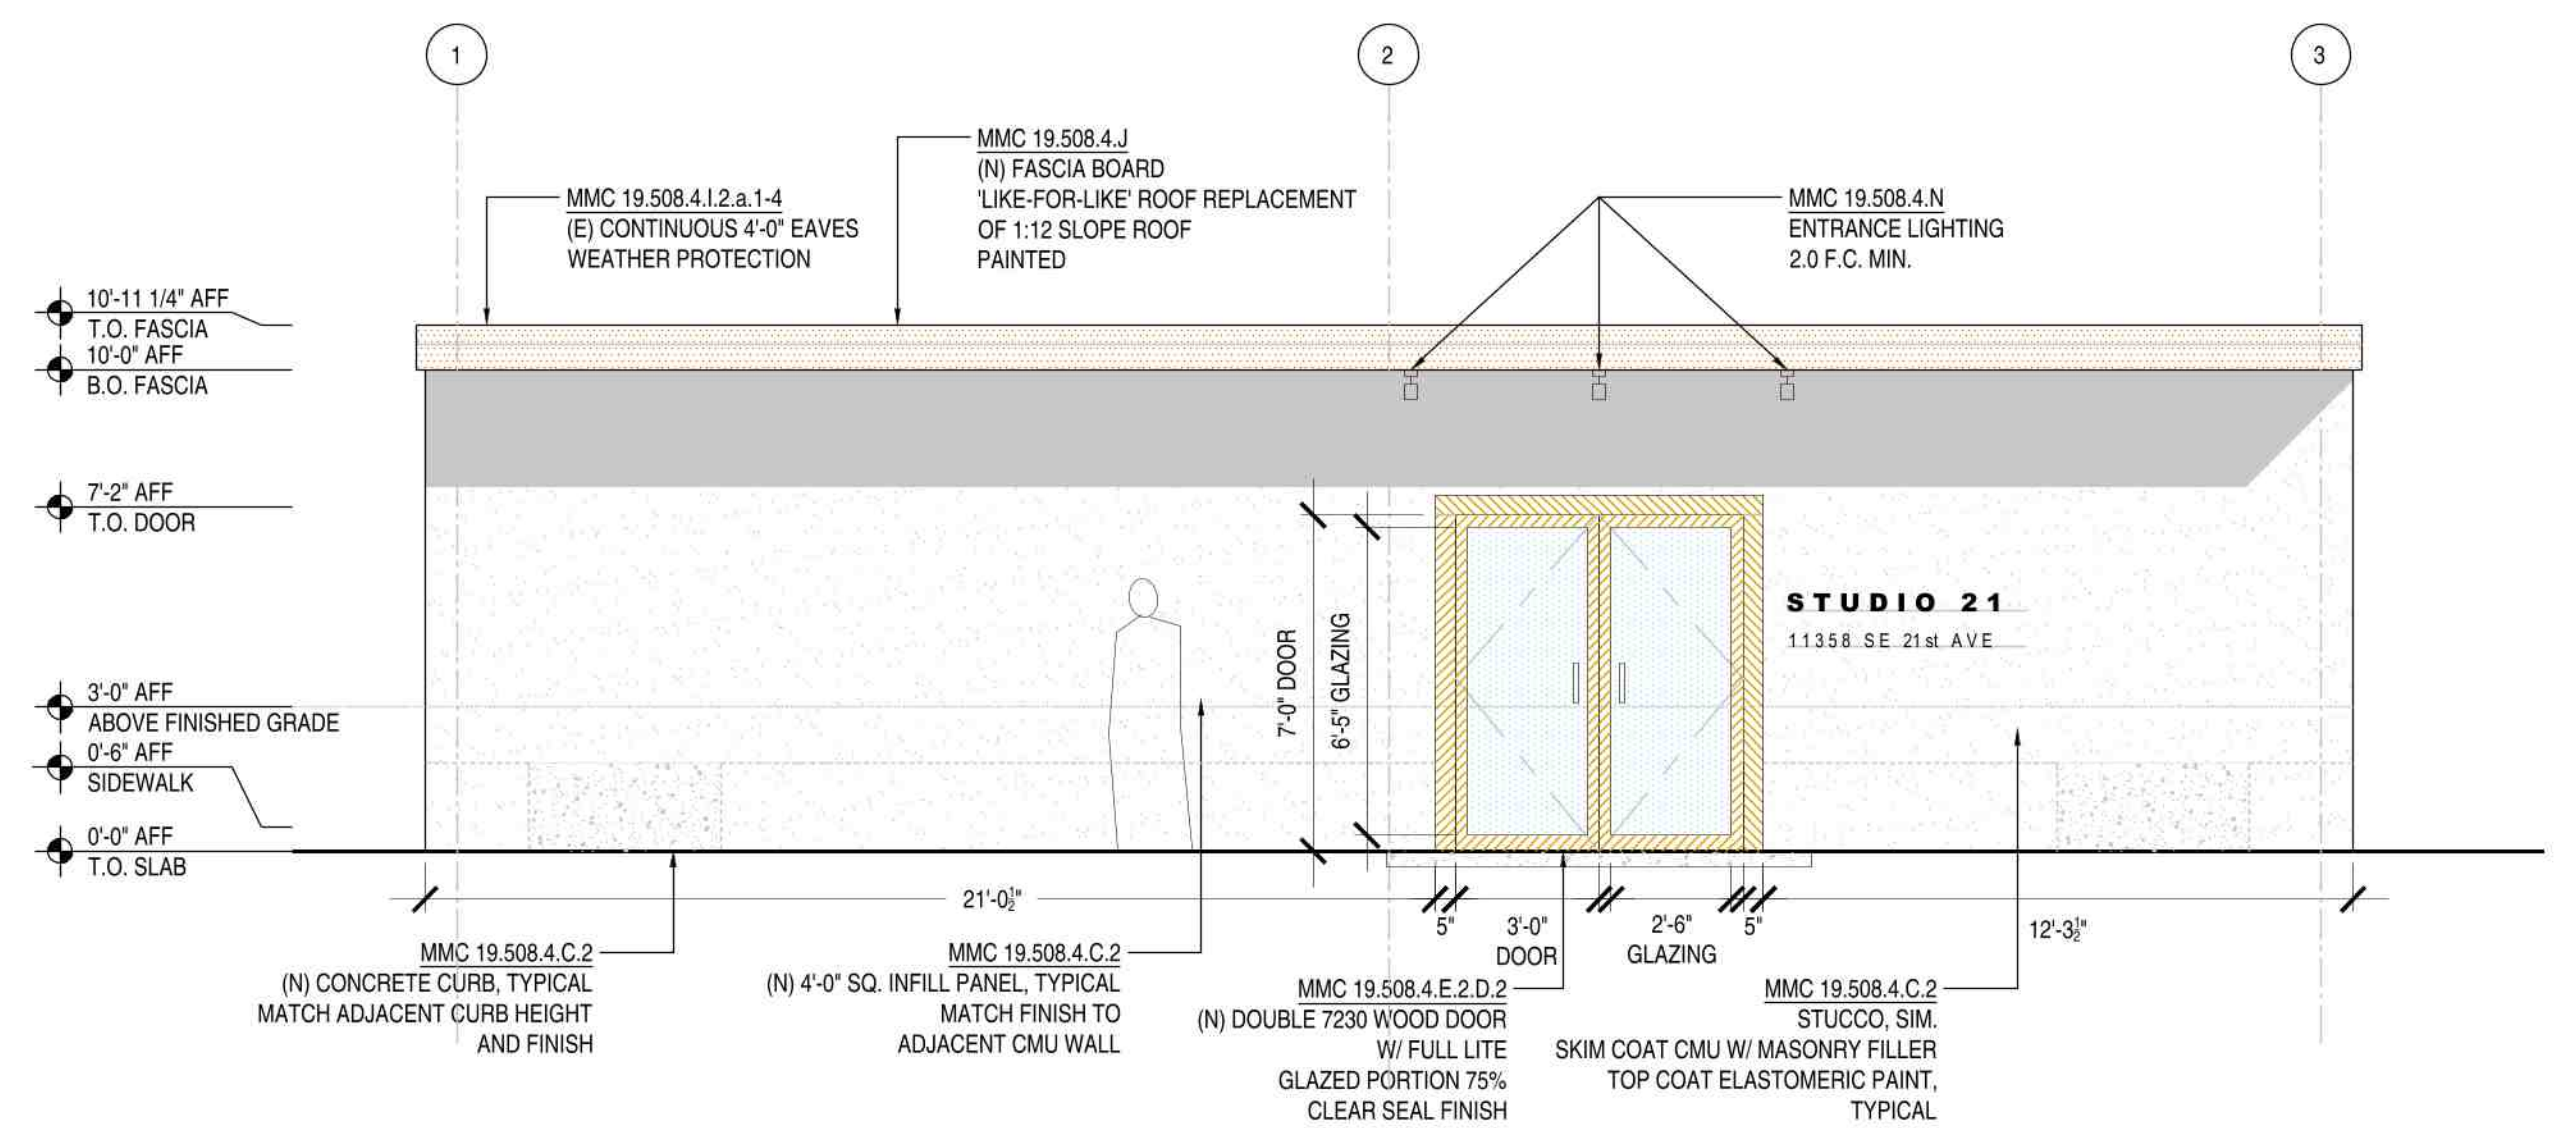 1
2
3
MMC 19.508.4.I.2.a.1-4
(E) CONTINUOUS 4'-0" EAVES
WEATHER PROTECTION
MMC 19.508.4.J
(N) FASCIA BOARD
'LIKE-FOR-LIKE' ROOF REPLACEMENT
OF 1:12 SLOPE ROOF
PAINTED
MMC 19.508.4.N
ENTRANCE LIGHTING
2.0 F.C. MIN.
10'-11 1/4" AFF
T.O. FASCIA
10'-0" AFF
B.O. FASCIA
7'-2" AFF
T.O. DOOR
3'-0" AFF
ABOVE FINISHED GRADE
0'-6" AFF
SIDEWALK
0'-0" AFF
T.O. SLAB
7'-0" DOOR
6'-5" GLAZING
STUDIO 21
11358 SE 21st AVE
21'-0½"
5"
3'-0"
DOOR
2'-6"
GLAZING
5"
12'-3½"
MMC 19.508.4.C.2
(N) CONCRETE CURB, TYPICAL
MATCH ADJACENT CURB HEIGHT
AND FINISH
MMC 19.508.4.C.2
(N) 4'-0" SQ. INFILL PANEL, TYPICAL
MATCH FINISH TO
ADJACENT CMU WALL
MMC 19.508.4.E.2.D.2
(N) DOUBLE 7230 WOOD DOOR
W/ FULL LITE
GLAZED PORTION 75%
CLEAR SEAL FINISH
MMC 19.508.4.C.2
STUCCO, SIM.
SKIM COAT CMU W/ MASONRY FILLER
TOP COAT ELASTOMERIC PAINT,
TYPICAL